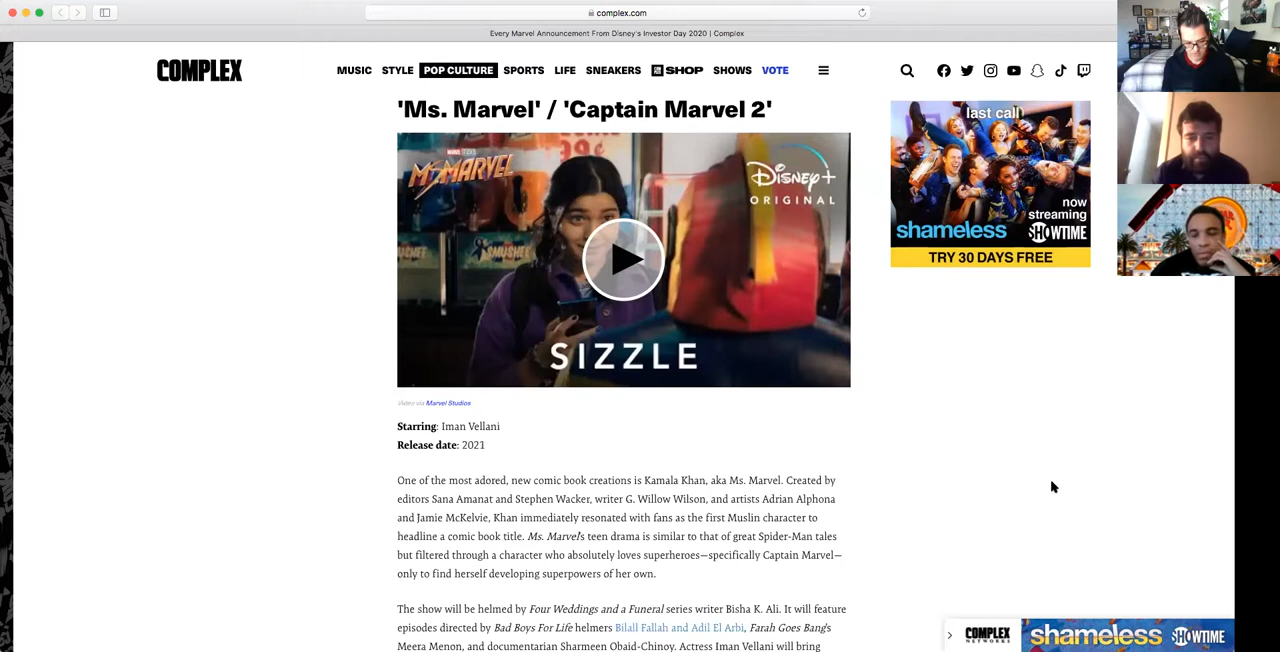 complex.com
Every Marvel Announcement From Disney's Investor Day 2020 | Complex
COMPLEX
MUSIC STYLE POP CULTURE SPORTS LIFE SNEAKERS SHOP SHOWS VOTE
'Ms. Marvel' / 'Captain Marvel 2'
MARVEL STUDIOS
MS MARVEL
39¢
Disney+
ORIGINAL
SMUSHEE
SIZZLE
Video via Marvel Studios
Starring: Iman Vellani
Release date: 2021
One of the most adored, new comic book creations is Kamala Khan, aka Ms. Marvel. Created by
editors Sana Amanat and Stephen Wacker, writer G. Willow Wilson, and artists Adrian Alphona
and Jamie McKelvie, Khan immediately resonated with fans as the first Muslin character to
headline a comic book title. Ms. Marvel's teen drama is similar to that of great Spider-Man tales
but filtered through a character who absolutely loves superheroes—specifically Captain Marvel—
only to find herself developing superpowers of her own.
The show will be helmed by Four Weddings and a Funeral series writer Bisha K. Ali. It will feature
episodes directed by Bad Boys For Life helmers Bilall Fallah and Adil El Arbi, Farah Goes Bang's
Meera Menon, and documentarian Sharmeen Obaid-Chinoy. Actress Iman Vellani will bring
last call
now
streaming
shameless SHOWTIME
TRY 30 DAYS FREE
COMPLEX
NETWORKS
shameless SHOWTIME